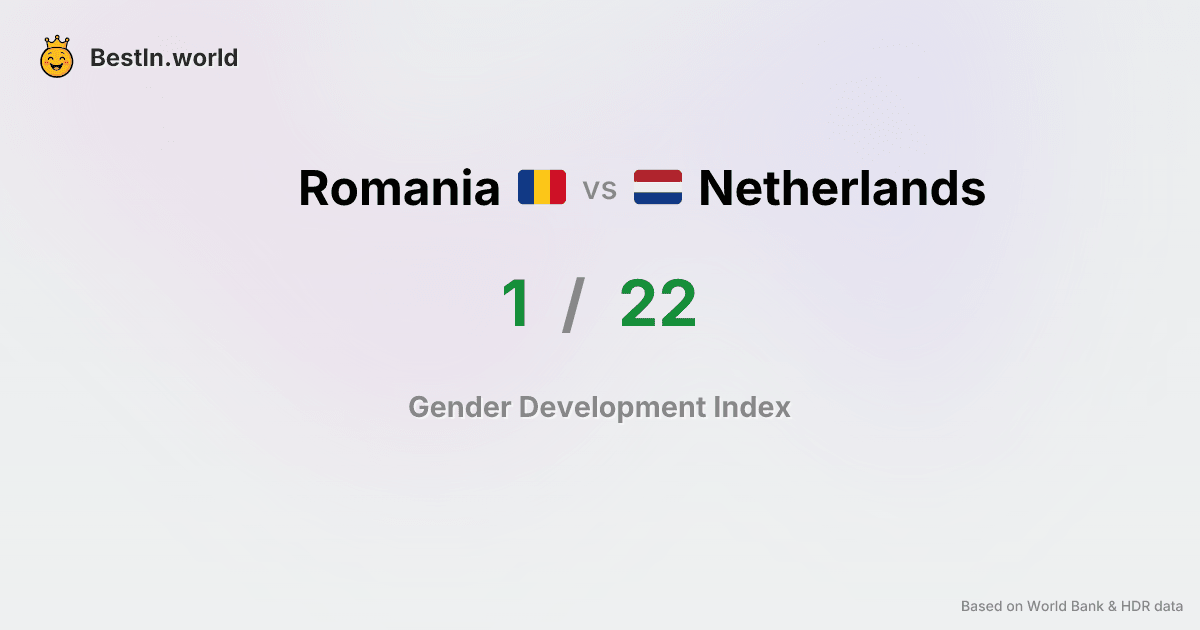 BestIn.world
Romania vs Netherlands
1 / 22
Gender Development Index
Based on World Bank & HDR data